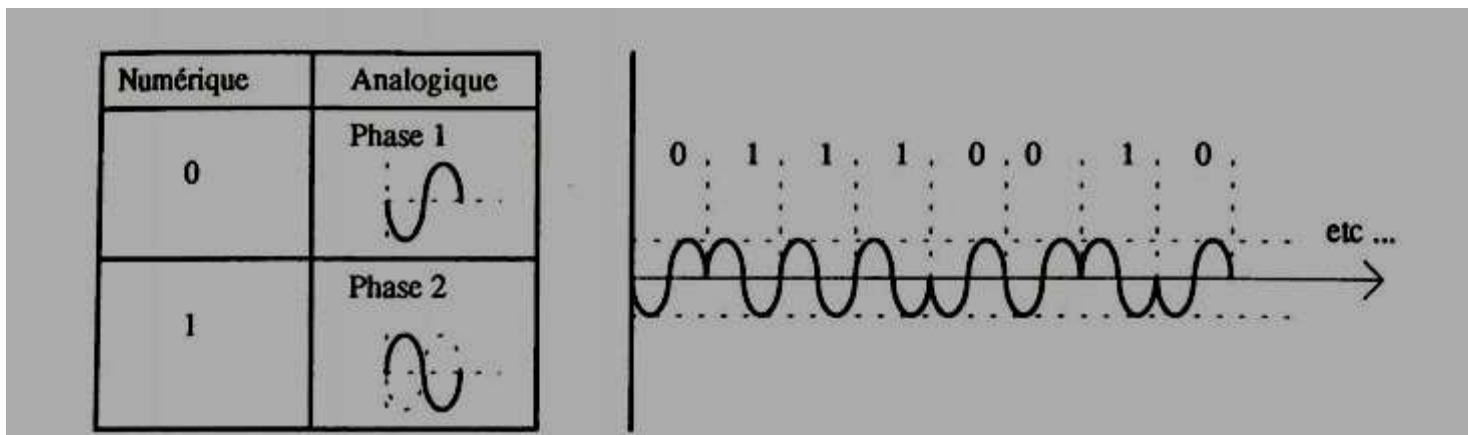 Numérique Analogique
0 Phase 1
1 Phase 2
0 1 1 1 0 0 1 0
etc ...